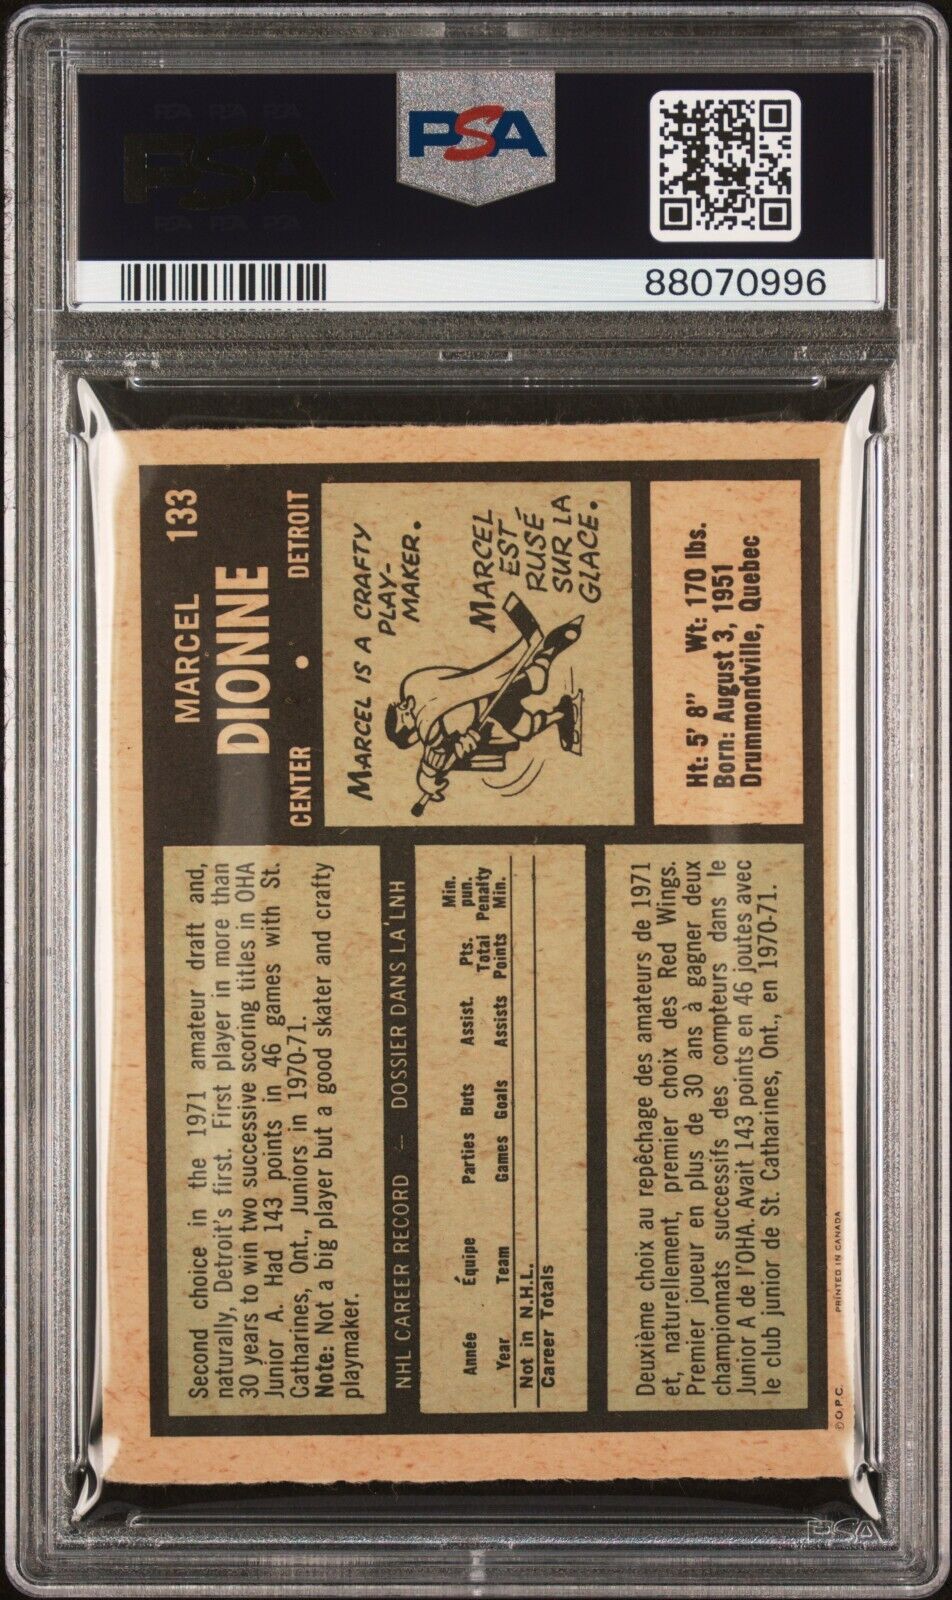 PSA PSA PSA
PSA
PSA PSA PSA
PSA
88070996
MARCEL 133
DIONNE
CENTER • DETROIT
MARCEL IS A CRAFTY
PLAY-
MAKER.
MARCEL
EST
RUSÉ
SUR LA
GLACE.
Ht: 5' 8" Wt: 170 lbs.
Born: August 3, 1951
Drummondville, Quebec
Second choice in the 1971 amateur draft and,
naturally, Detroit's first. First player in more than
30 years to win two successive scoring titles in OHA
Junior A. Had 143 points in 46 games with St.
Catharines, Ont., Juniors in 1970-71.
Note: Not a big player but a good skater and crafty
playmaker.
NHL CAREER RECORD — DOSSIER DANS LA LNH
Année Équipe Parties Buts Assist. Pts. Total Min. pun.
Year Team Games Goals Assists Points Penalty Min.
Not in N.H.L.
Career Totals
Deuxième choix au repêchage des amateurs de 1971
et, naturellement, premier choix des Red Wings.
Premier joueur en plus de 30 ans à gagner deux
championnats successifs des compteurs dans le
Junior A de l'OHA. Avait 143 points en 46 joutes avec
le club junior de St. Catharines, Ont., en 1970-71.
© O.P.C. PRINTED IN CANADA
PSA